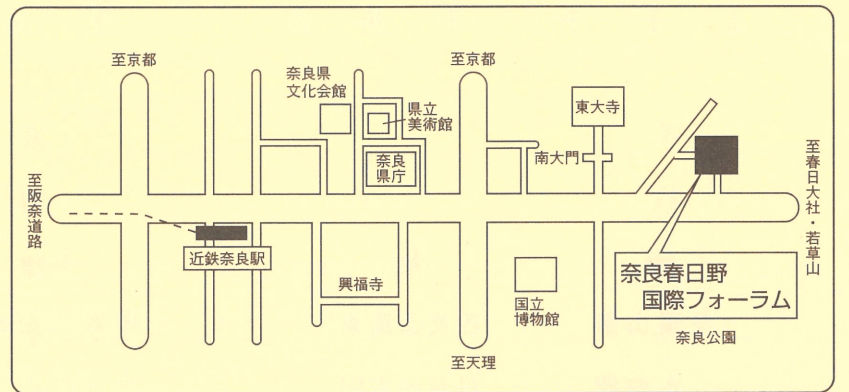 至京都
至京都
奈良県
文化会館
県立
美術館
東大寺
奈良
県庁
南大門
至阪奈道路
至春日大社・若草山
近鉄奈良駅
興福寺
国立
博物館
奈良春日野
国際フォーラム
奈良公園
至天理